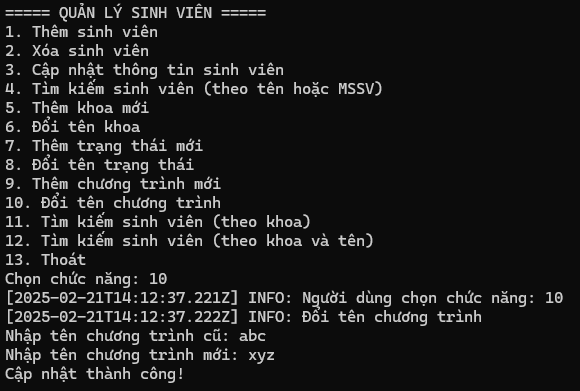 ===== QUẢN LÝ SINH VIÊN =====
1. Thêm sinh viên
2. Xóa sinh viên
3. Cập nhật thông tin sinh viên
4. Tìm kiếm sinh viên (theo tên hoặc MSSV)
5. Thêm khoa mới
6. Đổi tên khoa
7. Thêm trạng thái mới
8. Đổi tên trạng thái
9. Thêm chương trình mới
10. Đổi tên chương trình
11. Tìm kiếm sinh viên (theo khoa)
12. Tìm kiếm sinh viên (theo khoa và tên)
13. Thoát
Chọn chức năng: 10
[2025-02-21T14:12:37.221Z] INFO: Người dùng chọn chức năng: 10
[2025-02-21T14:12:37.222Z] INFO: Đổi tên chương trình
Nhập tên chương trình cũ: abc
Nhập tên chương trình mới: xyz
Cập nhật thành công!